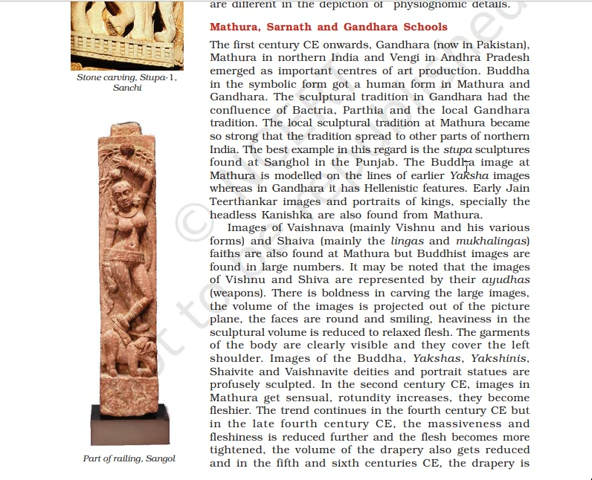 are different in the depiction of physiognomic details.
Mathura, Sarnath and Gandhara Schools
The first century CE onwards, Gandhara (now in Pakistan),
Mathura in northern India and Vengi in Andhra Pradesh
emerged as important centres of art production. Buddha
in the symbolic form got a human form in Mathura and
Gandhara. The sculptural tradition in Gandhara had the
confluence of Bactria, Parthia and the local Gandhara
tradition. The local sculptural tradition at Mathura became
so strong that the tradition spread to other parts of northern
India. The best example in this regard is the stupa sculptures
found at Sanghol in the Punjab. The Buddha image at
Mathura is modelled on the lines of earlier Yaksha images
whereas in Gandhara it has Hellenistic features. Early Jain
Teerthankar images and portraits of kings, specially the
headless Kanishka are also found from Mathura.
Images of Vaishnava (mainly Vishnu and his various
forms) and Shaiva (mainly the lingas and mukhalingas)
faiths are also found at Mathura but Buddhist images are
found in large numbers. It may be noted that the images
of Vishnu and Shiva are represented by their ayudhas
(weapons). There is boldness in carving the large images,
the volume of the images is projected out of the picture
plane, the faces are round and smiling, heaviness in the
sculptural volume is reduced to relaxed flesh. The garments
of the body are clearly visible and they cover the left
shoulder. Images of the Buddha, Yakshas, Yakshinis,
Shaivite and Vaishnavite deities and portrait statues are
profusely sculpted. In the second century CE, images in
Mathura get sensual, rotundity increases, they become
fleshier. The trend continues in the fourth century CE but
in the late fourth century CE, the massiveness and
fleshiness is reduced further and the flesh becomes more
tightened, the volume of the drapery also gets reduced
and in the fifth and sixth centuries CE, the drapery is
Stone carving, Stupa-1,
Sanchi
Part of railing, Sangol
© NCERT
not to be republished